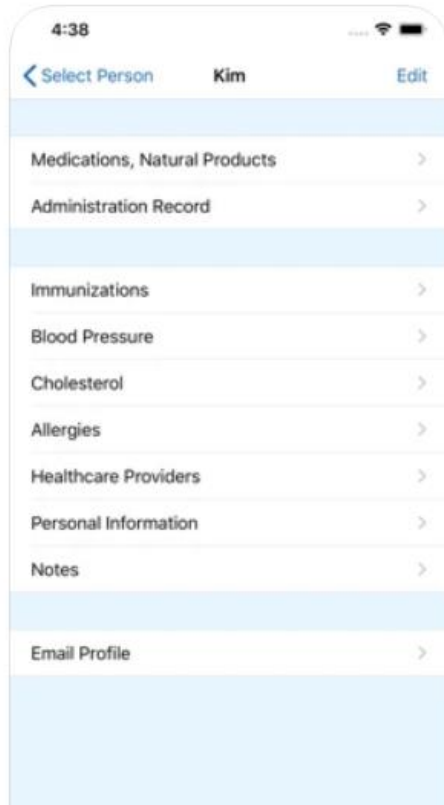 4:38
Select Person Kim Edit
Medications, Natural Products
Administration Record
Immunizations
Blood Pressure
Cholesterol
Allergies
Healthcare Providers
Personal Information
Notes
Email Profile